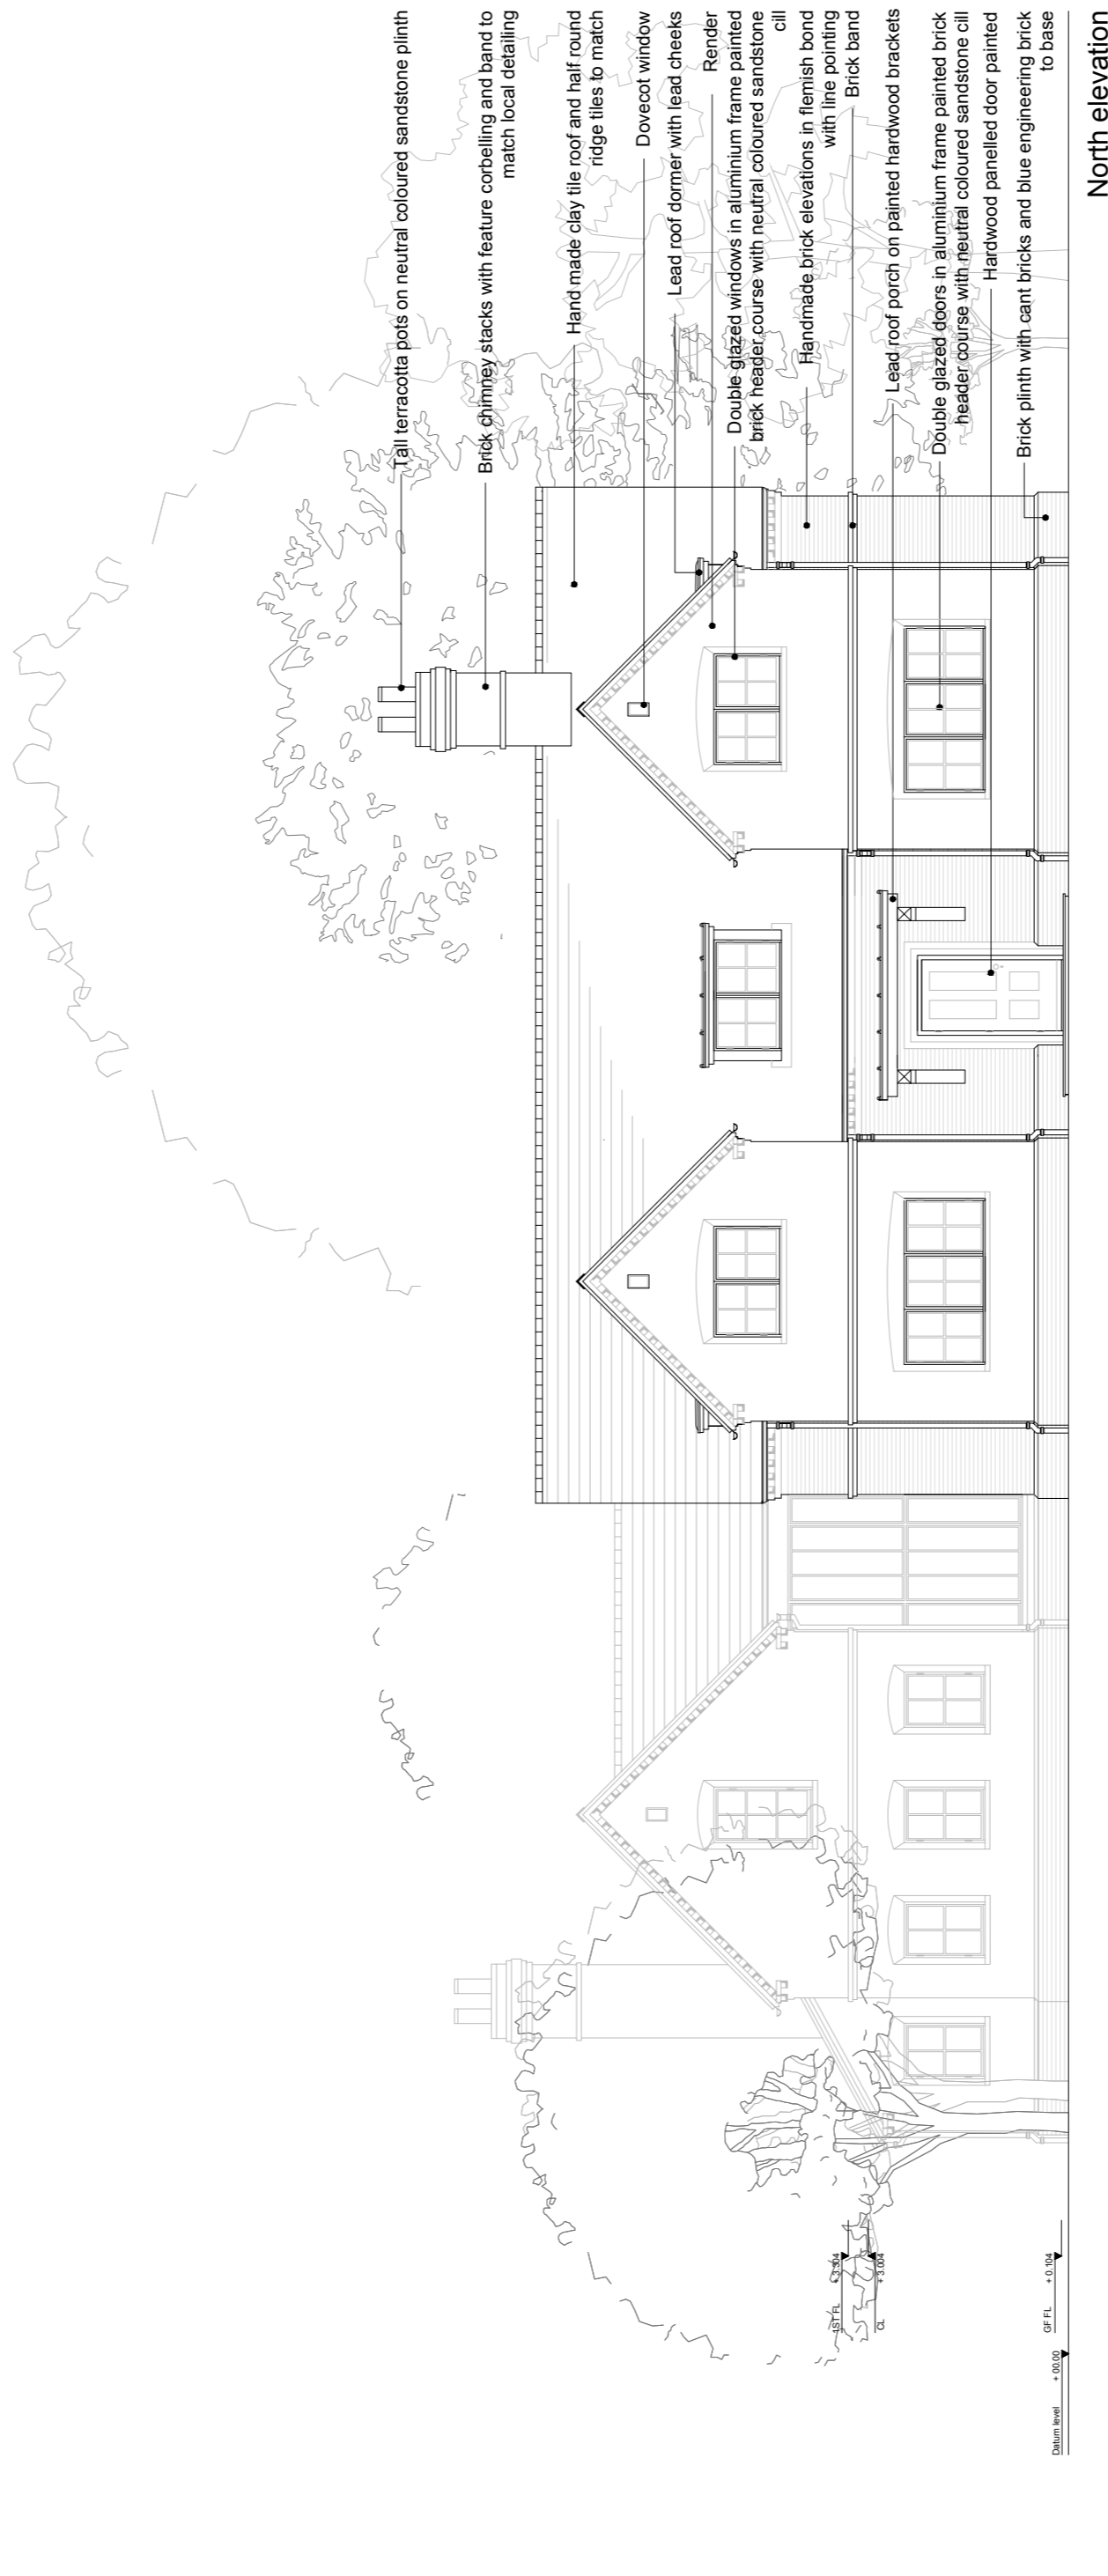 Tall terracotta pots on neutral coloured sandstone plinth
Brick chimney stacks with feature corbelling and band to
match local detailing
Hand made clay tile roof and half round
ridge tiles to match
Dovecot window
Lead roof dormer with lead cheeks
Render
Double glazed windows in aluminium frame painted
brick header course with neutral coloured sandstone
cill
Handmade brick elevations in flemish bond
with line pointing
Brick band
Lead roof porch on painted hardwood brackets
Double glazed doors in aluminium frame painted brick
header course with neutral coloured sandstone cill
Hardwood panelled door painted
Brick plinth with cant bricks and blue engineering brick
to base
1ST FL + 3.304
CL + 3.004
GF FL + 0.104
Datum level + 00.00
North elevation